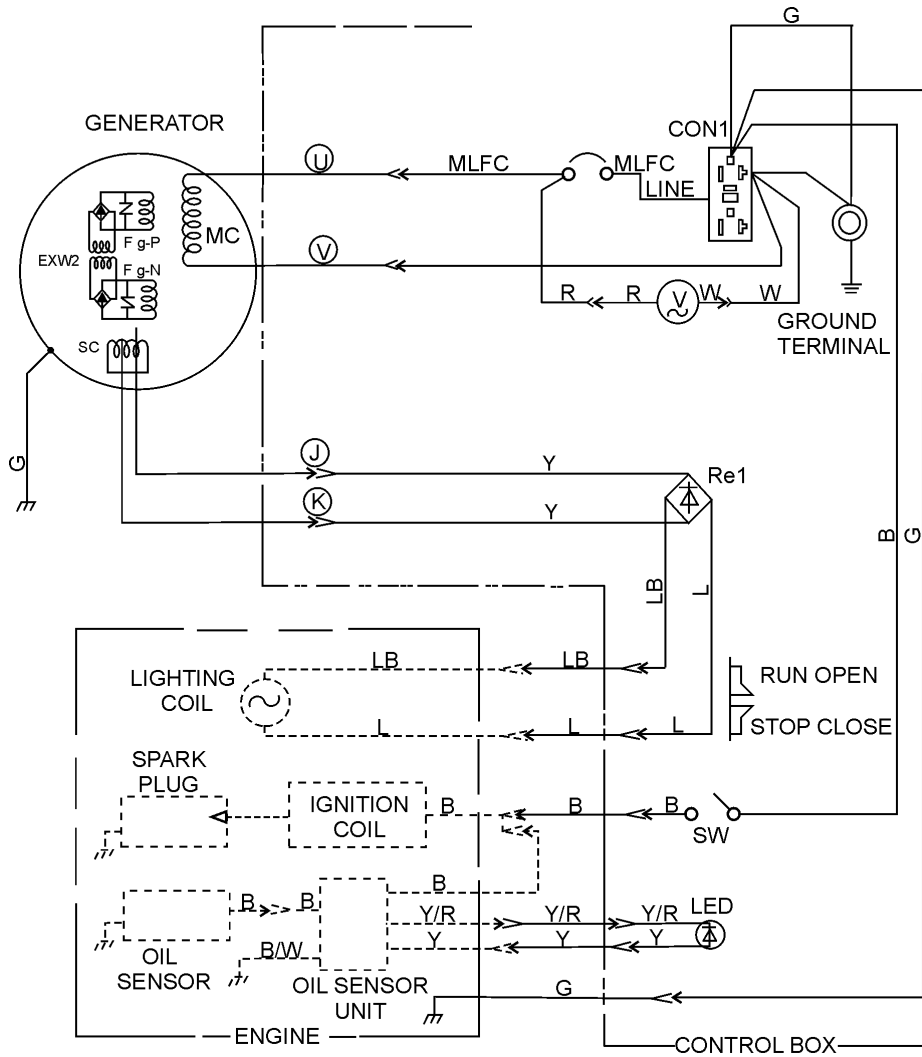 G
GENERATOR
CON1
U
MLFC
MLFC
LINE
MC
F g-P
EXW2
F g-N
V
R
R
V
W
W
SC
GROUND
TERMINAL
G
J
Y
Re1
K
Y
B
G
LB
L
LIGHTING
COIL
LB
LB
RUN OPEN
L
L
L
STOP CLOSE
SPARK
PLUG
IGNITION
COIL
B
B
B
SW
B
B
B
Y/R
Y/R
Y/R
LED
B/W
Y
Y
Y
OIL
SENSOR
OIL SENSOR
UNIT
G
ENGINE
CONTROL BOX